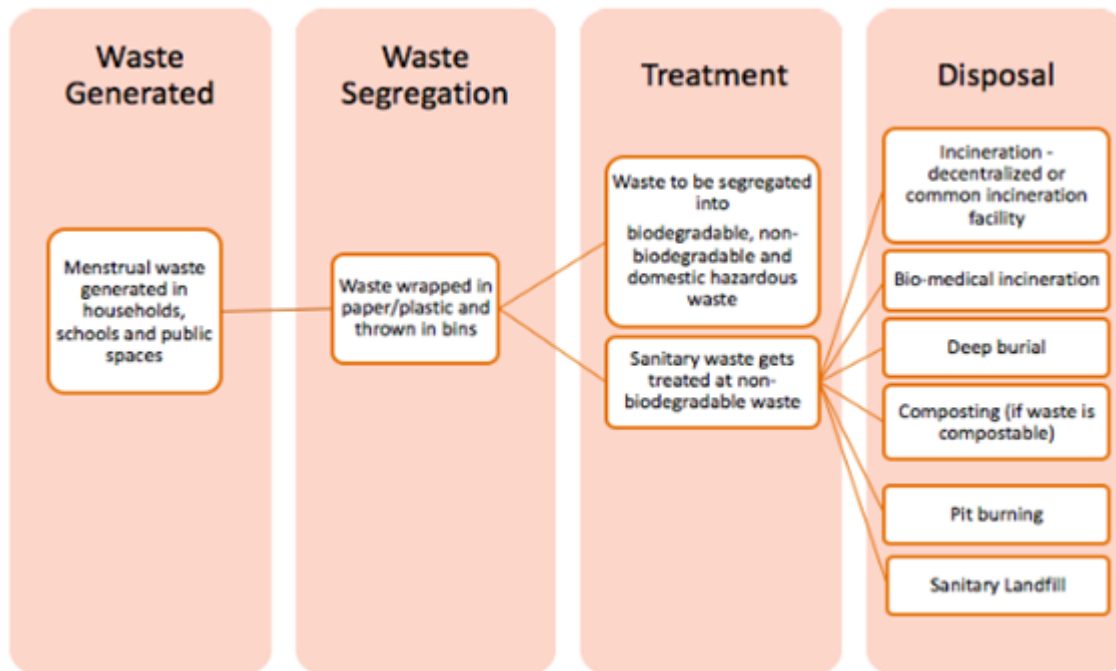 Waste
Generated
Menstrual waste
generated in
households,
schools and public
spaces
Waste
Segregation
Waste wrapped in
paper/plastic and
thrown in bins
Treatment
Waste to be segregated
into
biodegradable, non-
biodegradable and
domestic hazardous
waste
Sanitary waste gets
treated at non-
biodegradable waste
Disposal
Incineration -
decentralized or
common incineration
facility
Bio-medical incineration
Deep burial
Composting (if waste is
compostable)
Pit burning
Sanitary Landfill